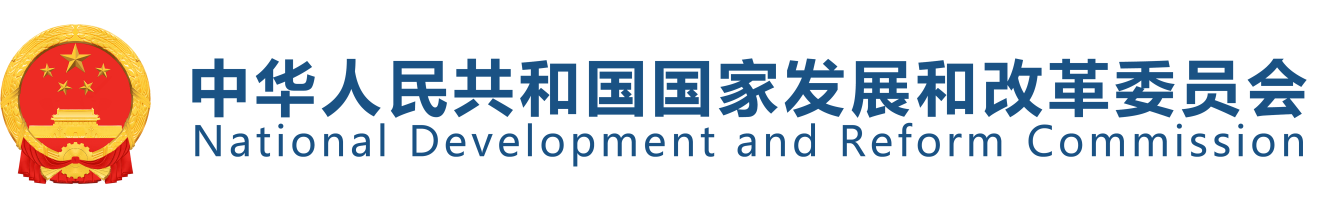 中华人民共和国国家发展和改革委员会
National Development and Reform Commission